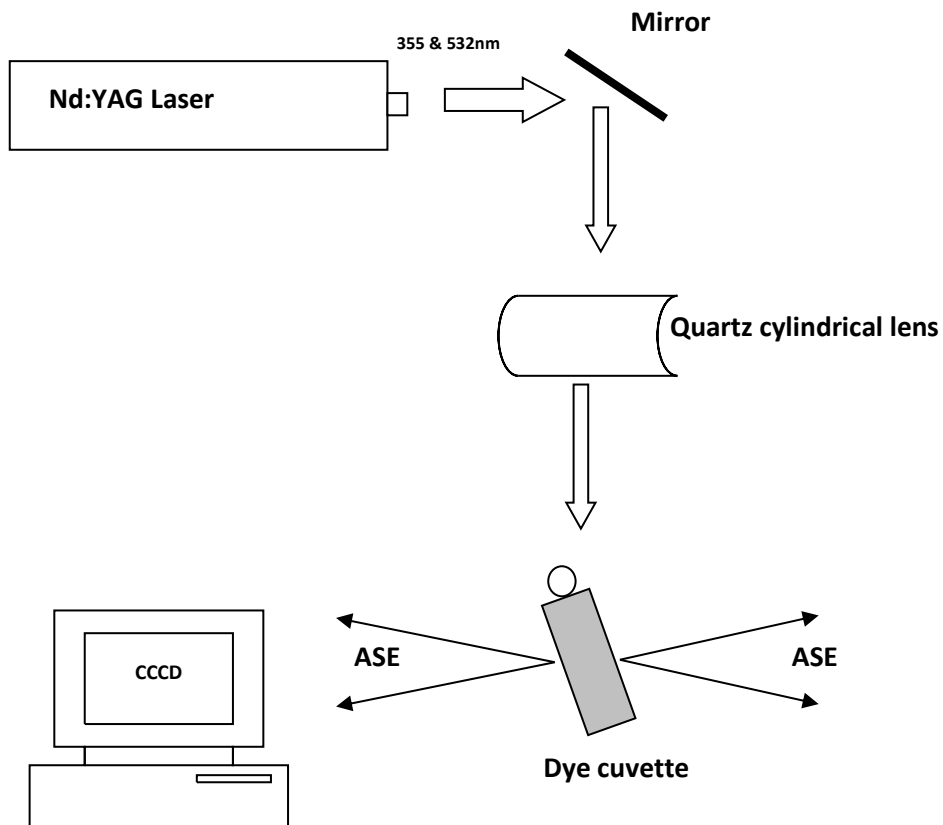 Mirror
355 & 532nm
Nd:YAG Laser
Quartz cylindrical lens
ASE
ASE
CCCD
Dye cuvette